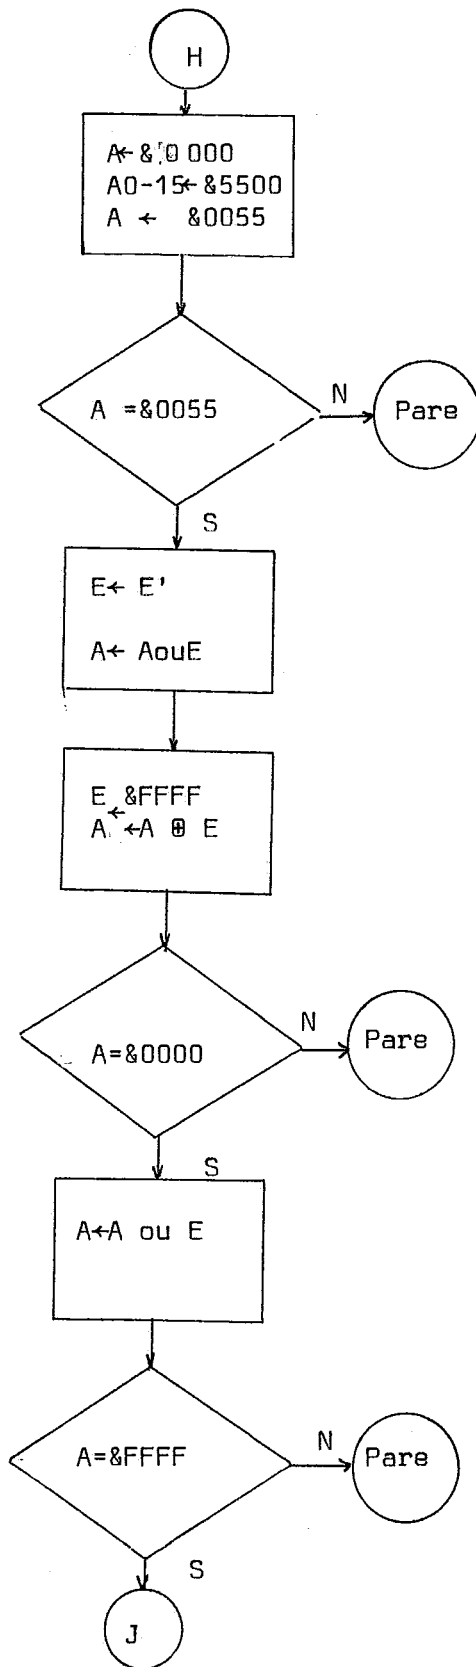 H
A← &0000
A0-15←&5500
A ← &0055
A =&0055
N
Pare
S
E← E'
A← AouE
E ←&FFFF
A ←A ⊕ E
A=&0000
N
Pare
S
A←A ou E
A=&FFFF
N
Pare
S
J